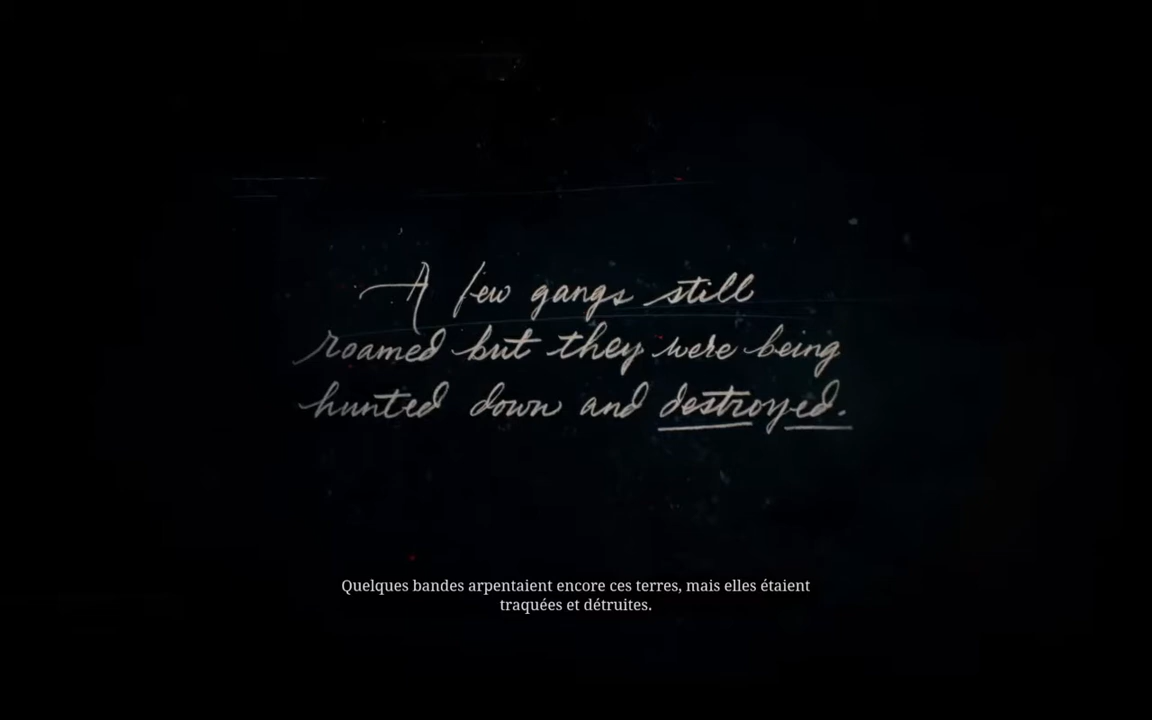 A few gangs still
roamed but they were being
hunted down and destroyed.
Quelques bandes arpentaient encore ces terres, mais elles étaient
traquées et détruites.